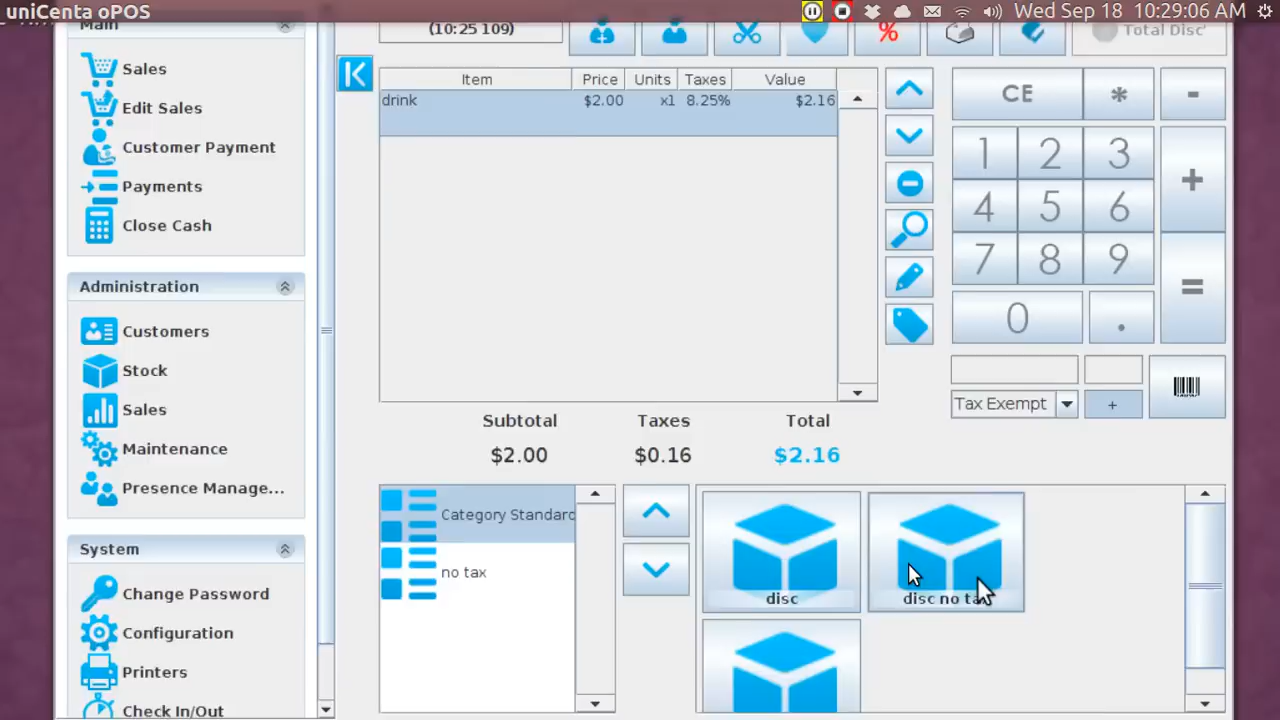 uniCenta oPOS
Wed Sep 18 10:29:06 AM
Main
Sales
Edit Sales
Customer Payment
Payments
Close Cash
Administration
Customers
Stock
Sales
Maintenance
Presence Manage...
System
Change Password
Configuration
Printers
Check In/Out
(10:25 109)
%
Total Disc
Item Price Units Taxes Value
drink $2.00 x1 8.25% $2.16
Subtotal Taxes Total
$2.00 $0.16 $2.16
CE * -
1 2 3 +
4 5 6
7 8 9 =
0 .
Tax Exempt +
Category Standard
no tax
disc
disc no tax